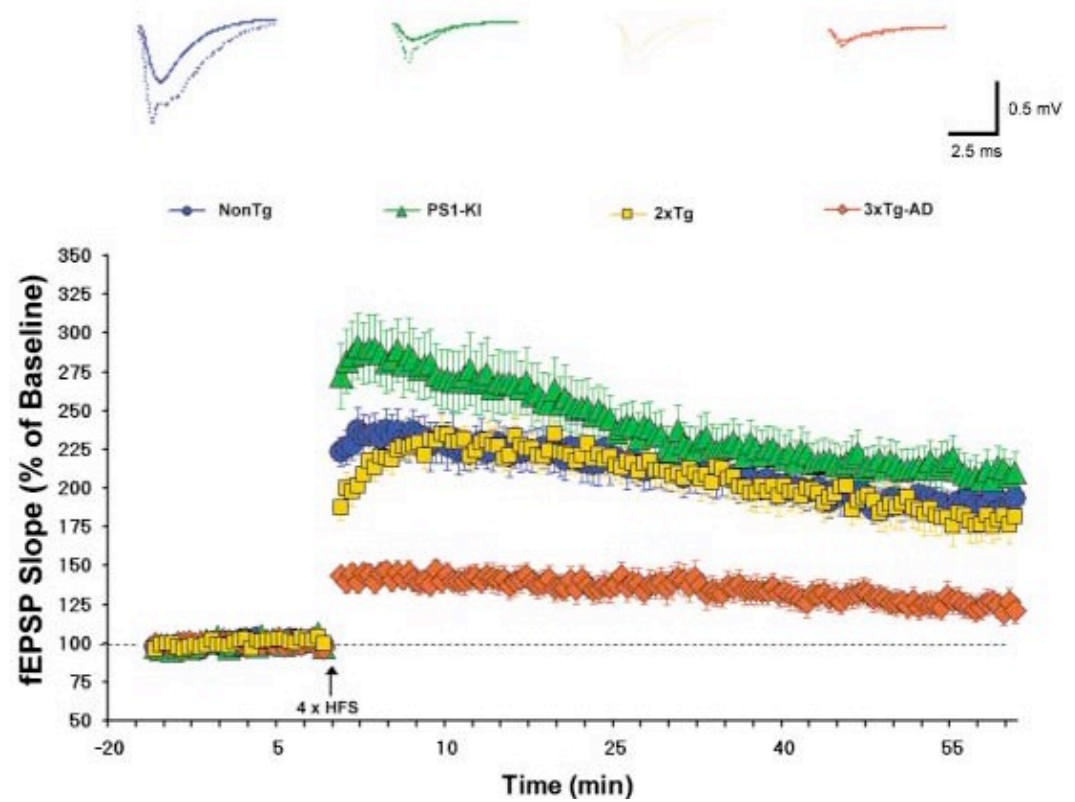 0.5 mV
2.5 ms
NonTg PS1-KI 2xTg 3xTg-AD
fEPSP Slope (% of Baseline)
350
325
300
275
250
225
200
175
150
125
100
75
50
4 x HFS
-20 5 10 25 40 55
Time (min)